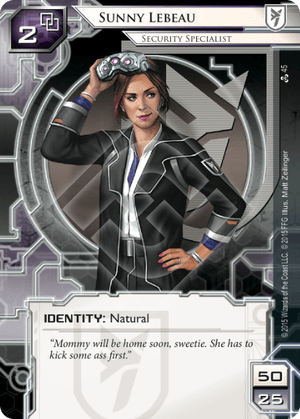 Sunny Lebeau
2
Security Specialist
45
© 2015 Wizards of the Coast LLC. © 2015 FFG Illus. Matt Zeilinger
IDENTITY: Natural
"Mommy will be home soon, sweetie. She has to
kick some ass first."
50
25